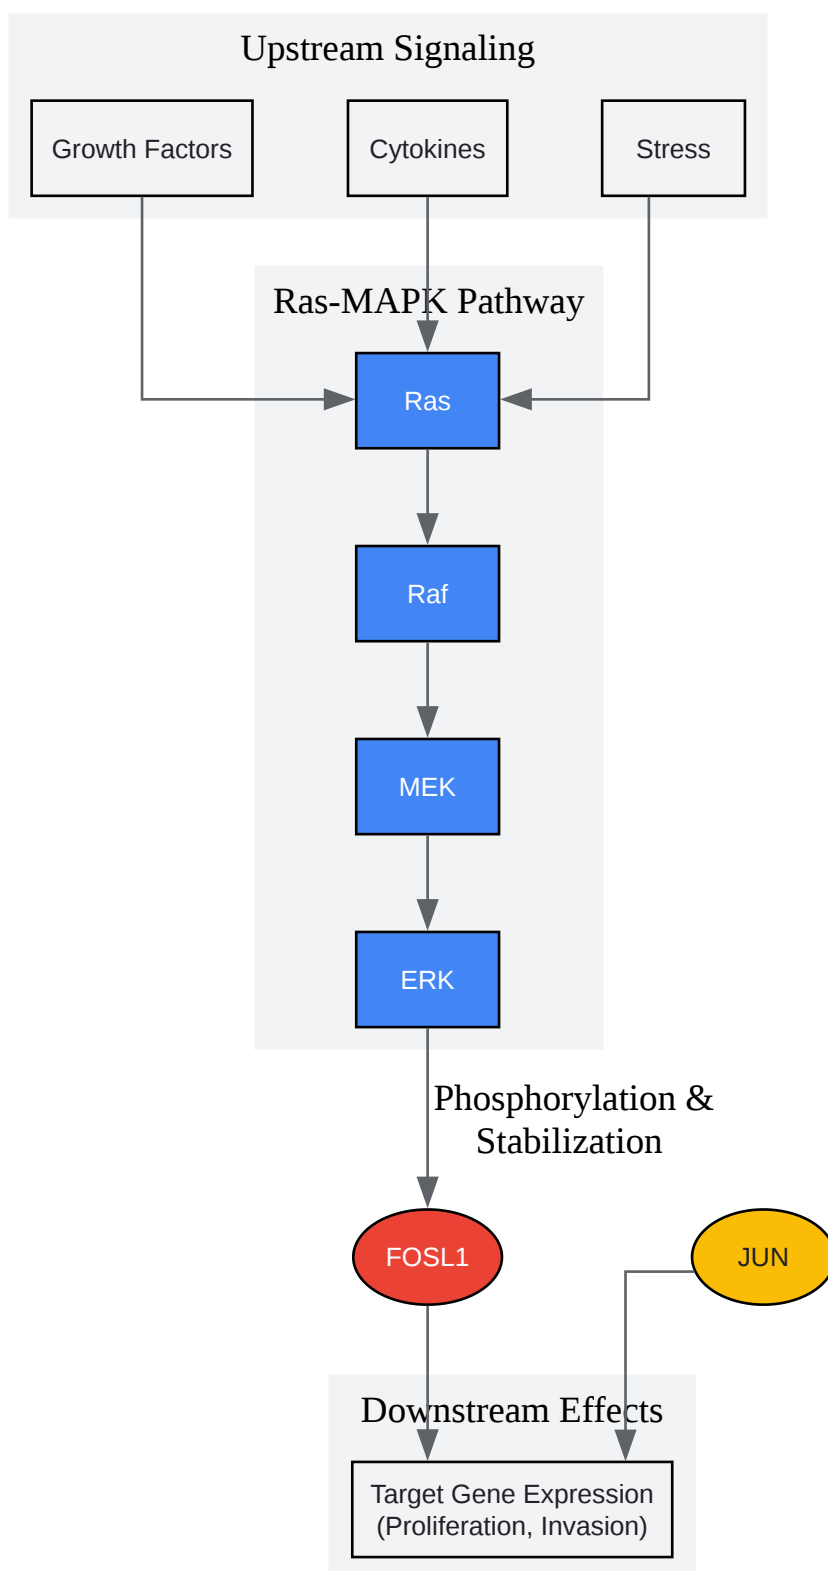 Upstream Signaling
Growth Factors
Cytokines
Stress
Ras-MAPK Pathway
Ras
Raf
MEK
ERK
Phosphorylation &
Stabilization
FOSL1
JUN
Downstream Effects
Target Gene Expression
(Proliferation, Invasion)